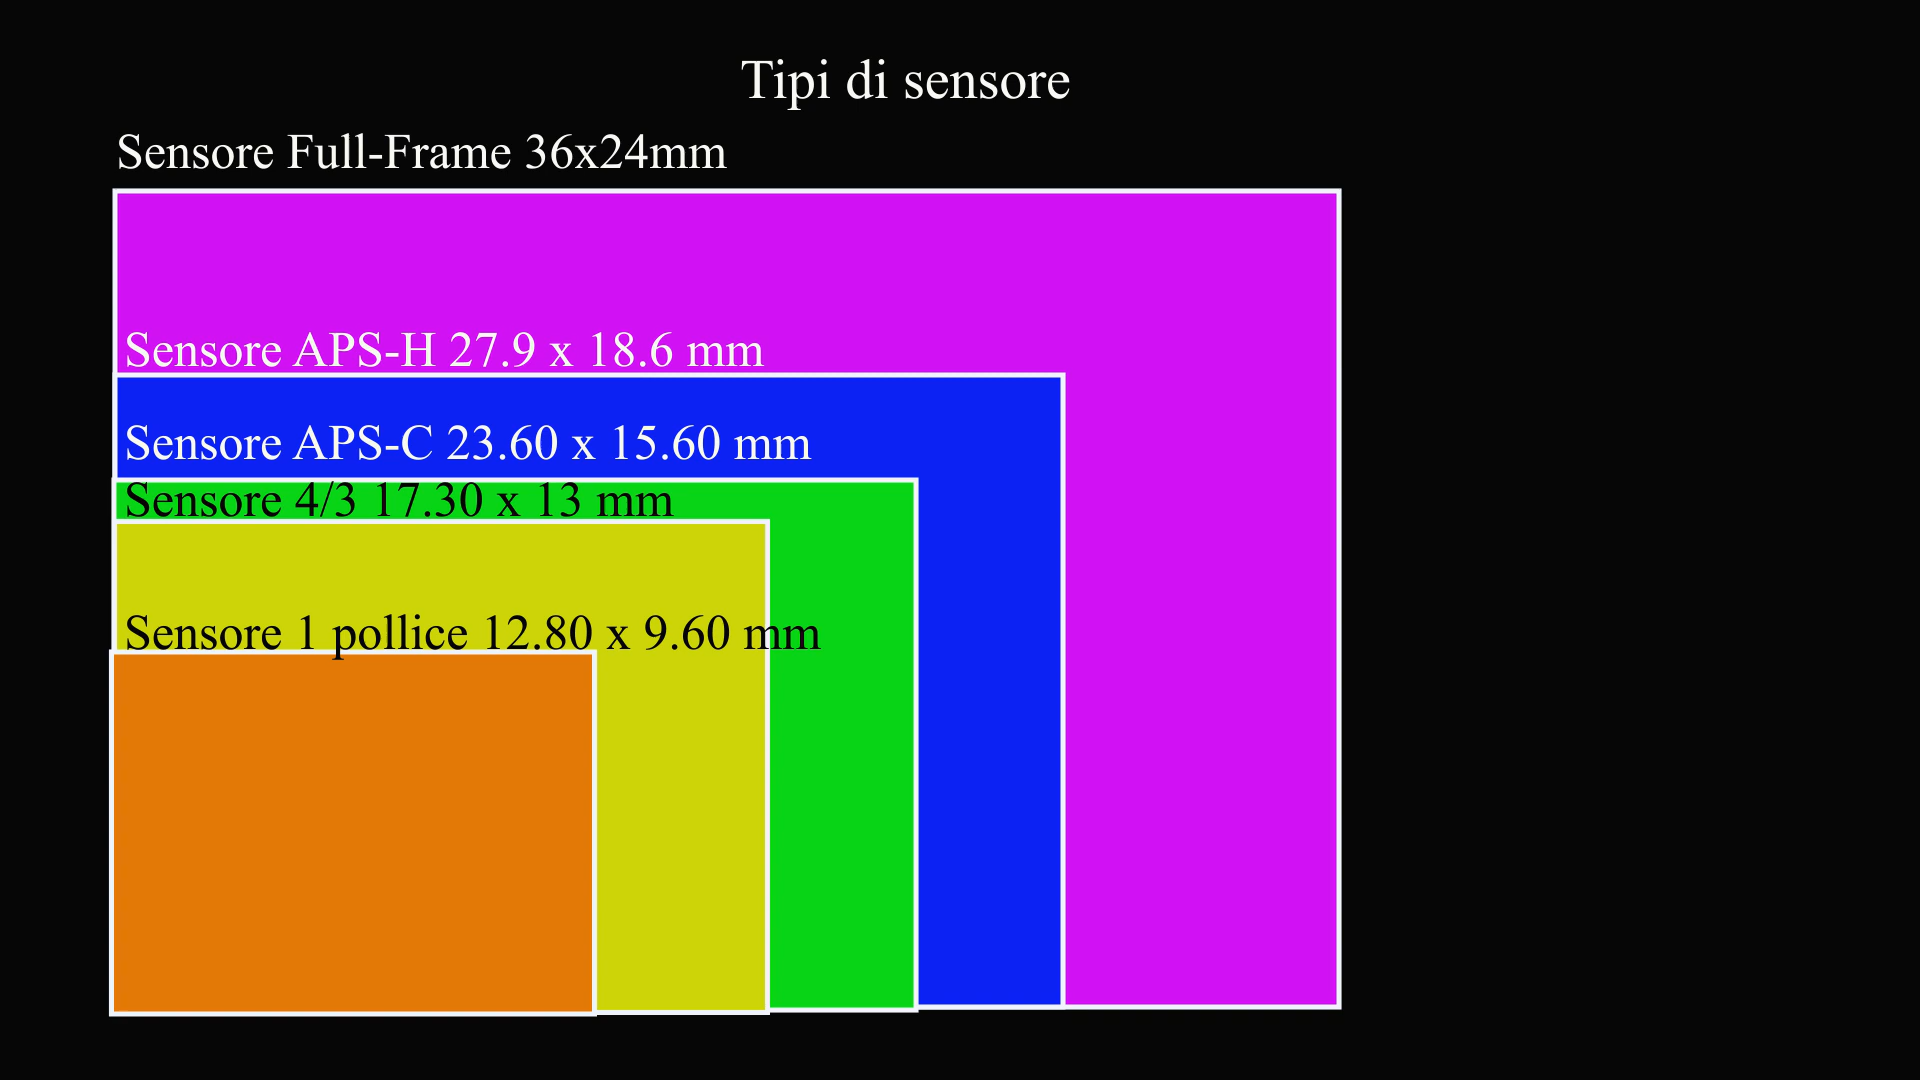 Tipi di sensore
Sensore Full-Frame 36x24mm
Sensore APS-H 27.9 x 18.6 mm
Sensore APS-C 23.60 x 15.60 mm
Sensore 4/3 17.30 x 13 mm
Sensore 1 pollice 12.80 x 9.60 mm